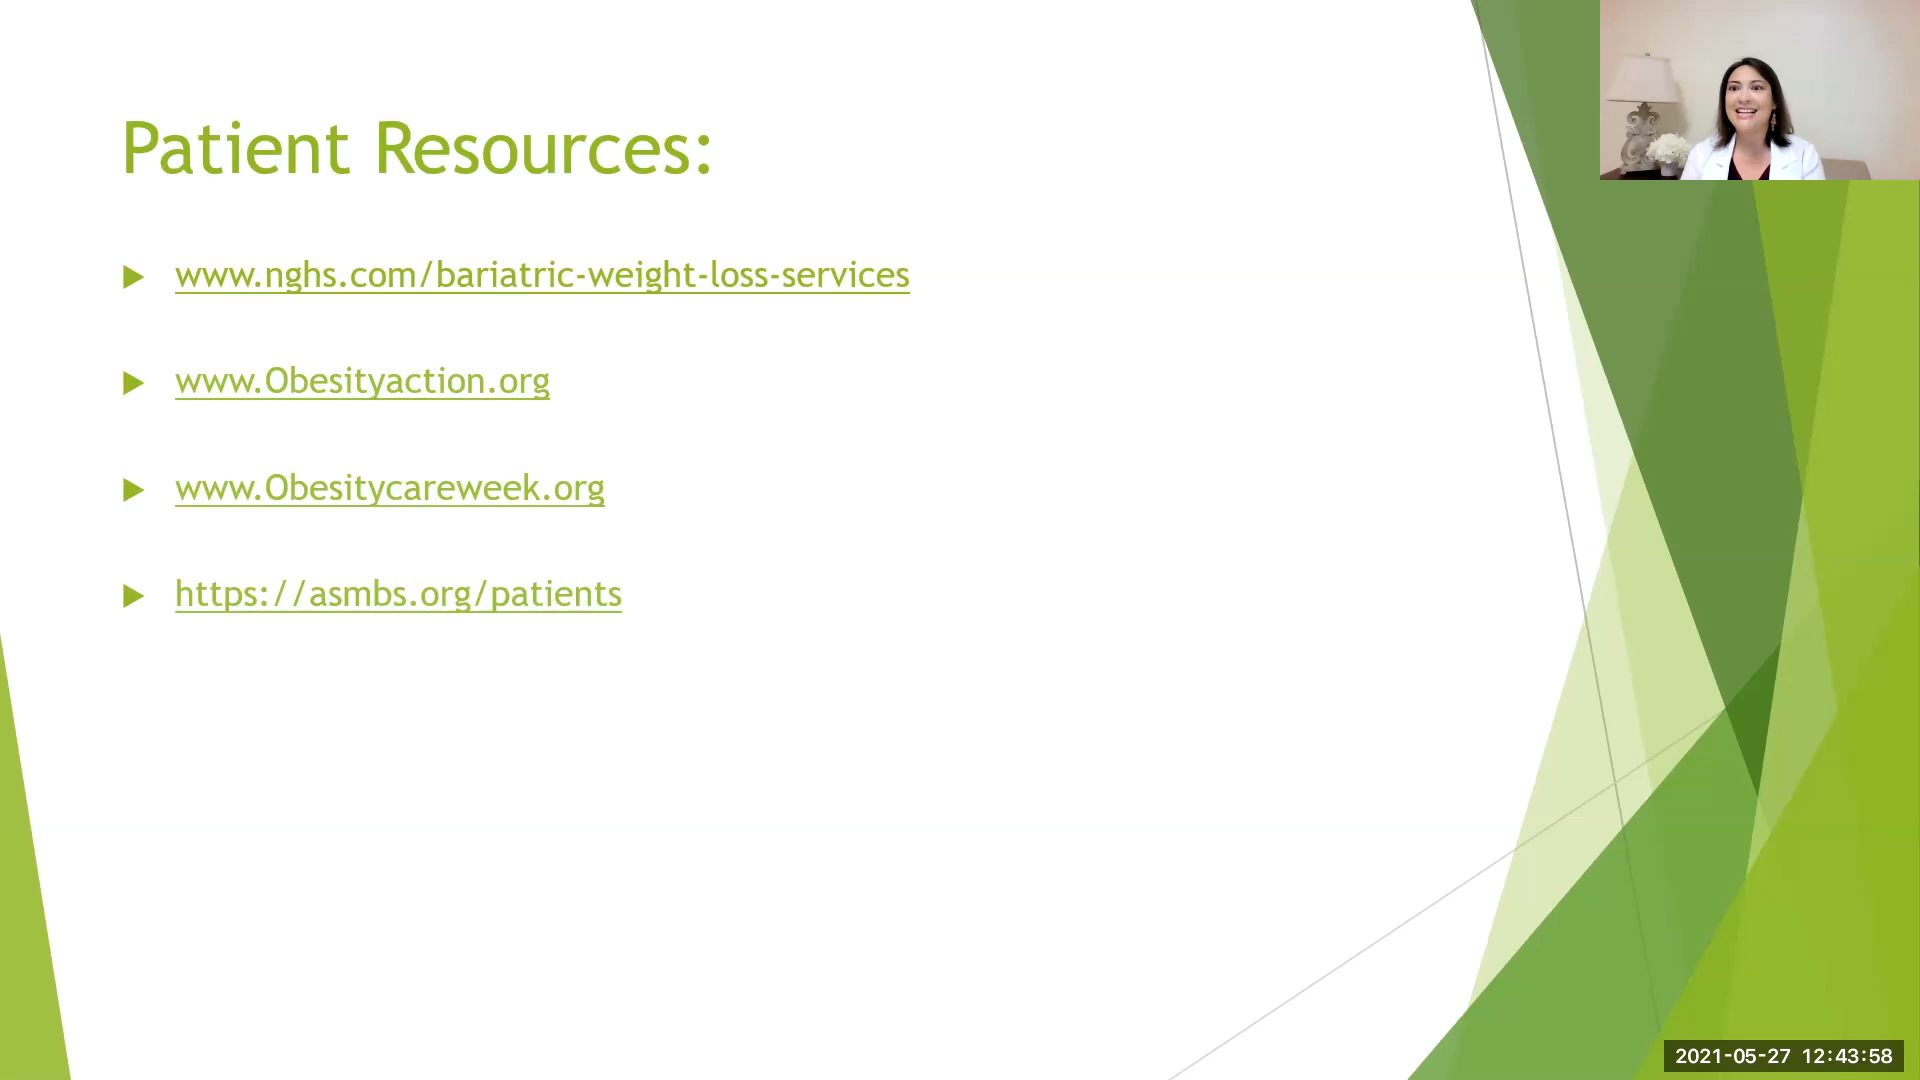 Patient Resources:
www.nghs.com/bariatric-weight-loss-services
www.Obesityaction.org
www.Obesitycareweek.org
https://asmbs.org/patients
2021-05-27 12:43:58